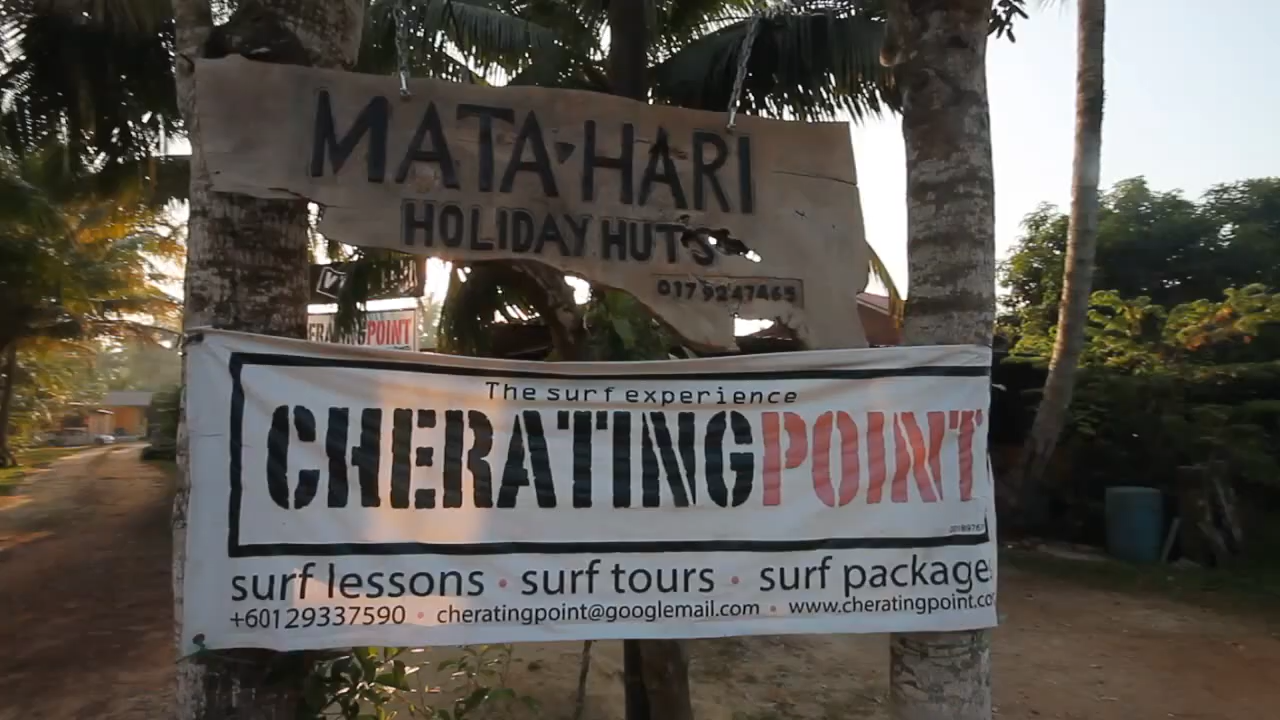 MATA·HARI
HOLIDAY HUTS
017 9247465
ERATINGPOINT
The surf experience
CHERATINGPOINT
surf lessons • surf tours • surf package
+60129337590 • cheratingpoint@googlemail.com • www.cheratingpoint.co